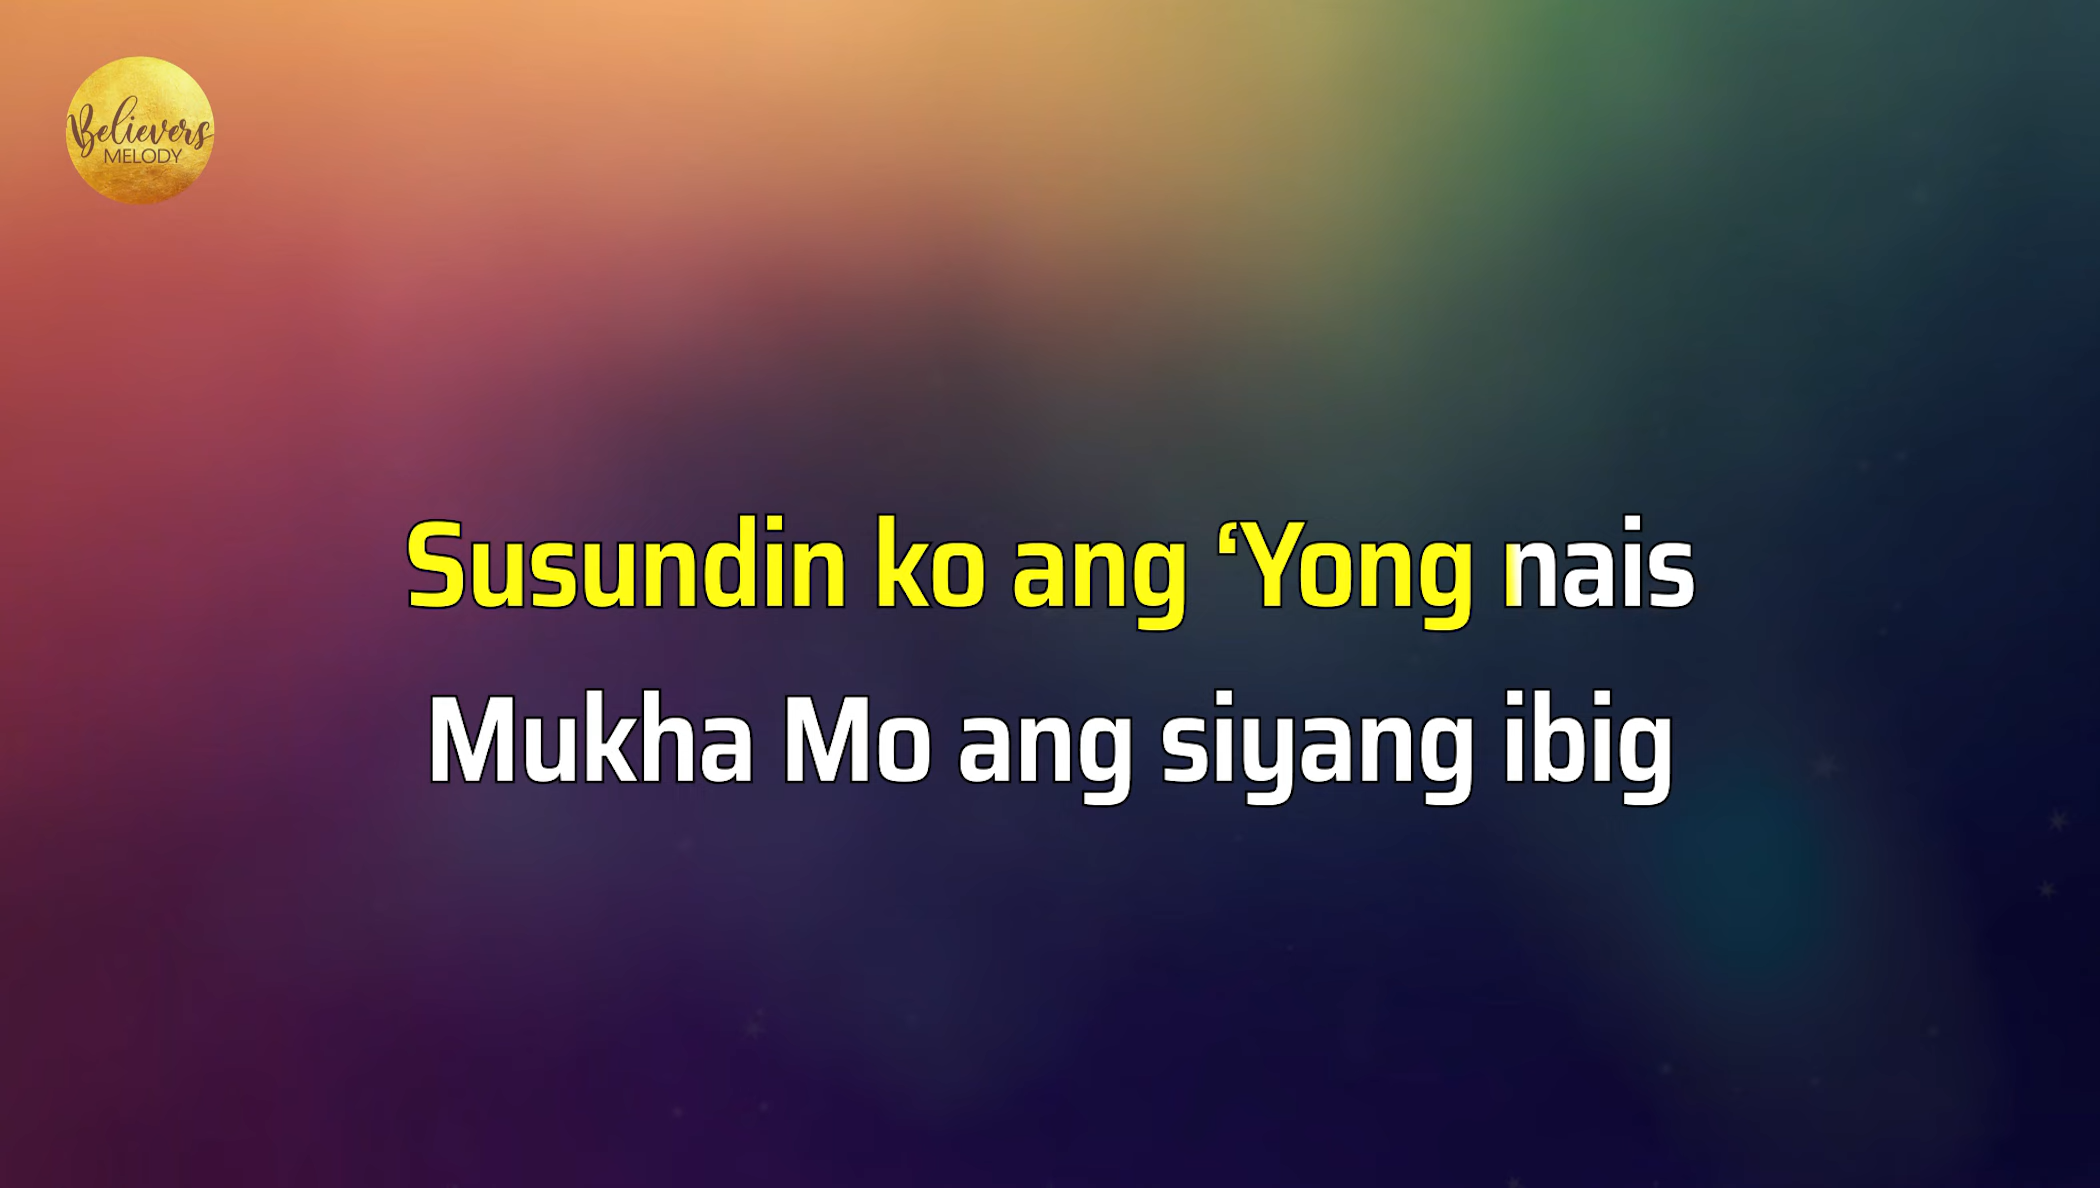 Believers
MELODY
Susundin ko ang ‘Yong nais
Mukha Mo ang siyang ibig